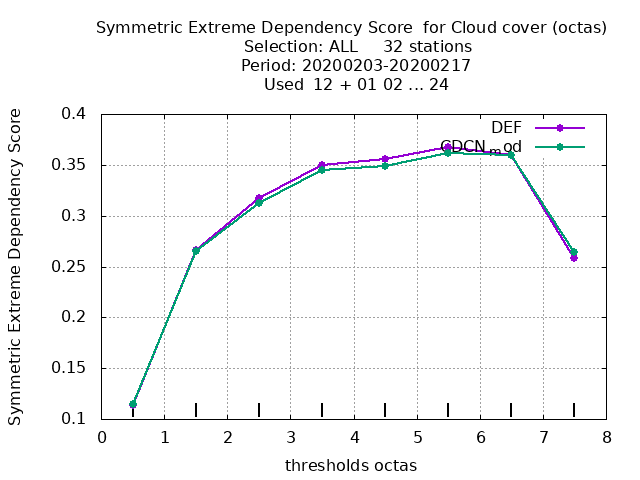 Symmetric Extreme Dependency Score  for Cloud cover (octas)
Selection: ALL     32 stations
Period: 20200203-20200217
Used  12 + 01 02 ... 24
Symmetric Extreme Dependency Score
0.4
0.35
0.3
0.25
0.2
0.15
0.1
DEF
CDCN_mod
0 1 2 3 4 5 6 7 8
thresholds octas